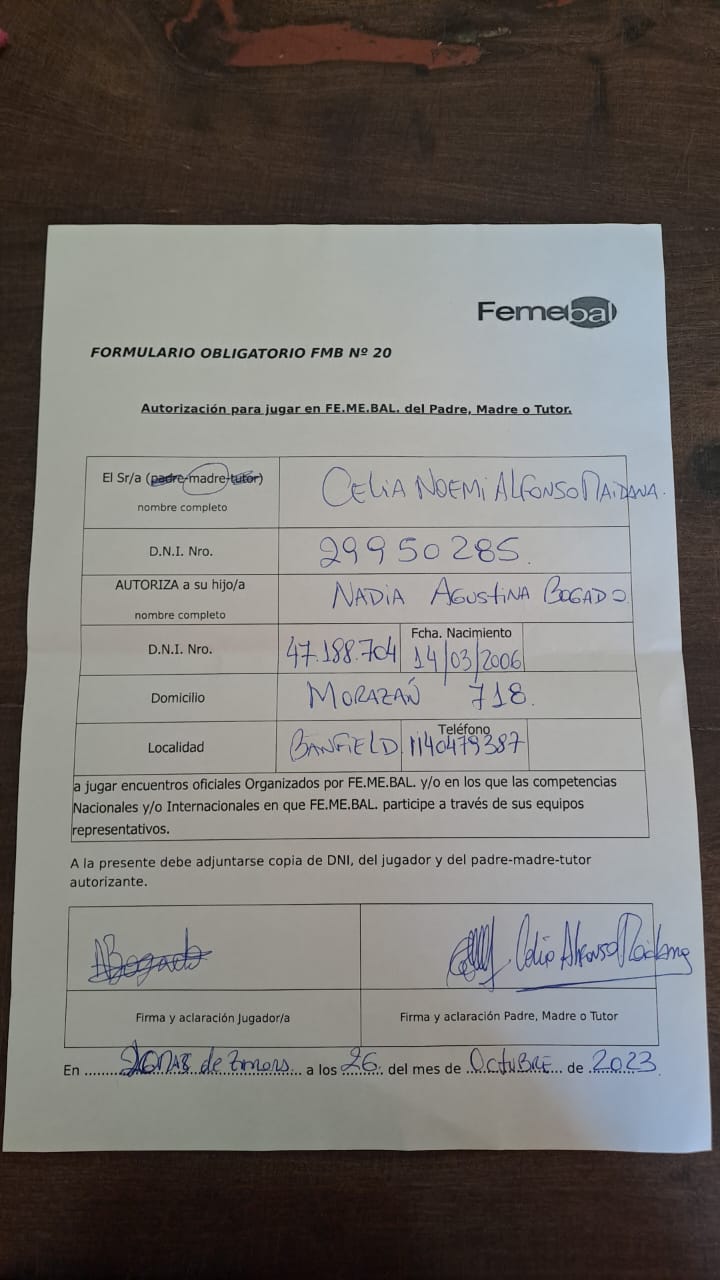 Femebal
FORMULARIO OBLIGATORIO FMB Nº 20
Autorización para jugar en FE.ME.BAL. del Padre, Madre o Tutor.
El Sr/a (padre-madre-tutor)
nombre completo
CELIA NOEMI ALFONSO MAIDANA.
D.N.I. Nro.
29950285.
AUTORIZA a su hijo/a
nombre completo
NADIA AGUSTINA BOGADO
D.N.I. Nro.
47.188.704
Fcha. Nacimiento
14/03/2006
Domicilio
MORAZAÑ 718.
Localidad
BANFIELD
Teléfono
1140479387
a jugar encuentros oficiales Organizados por FE.ME.BAL. y/o en los que las competencias
Nacionales y/o Internacionales en que FE.ME.BAL. participe a través de sus equipos
representativos.
A la presente debe adjuntarse copia de DNI, del jugador y del padre-madre-tutor
autorizante.
ABogado
Celia Alfonso Maidana
Firma y aclaración Jugador/a
Firma y aclaración Padre, Madre o Tutor
En LOMAS de Zamora a los 26 del mes de OCTUBRE de 2023